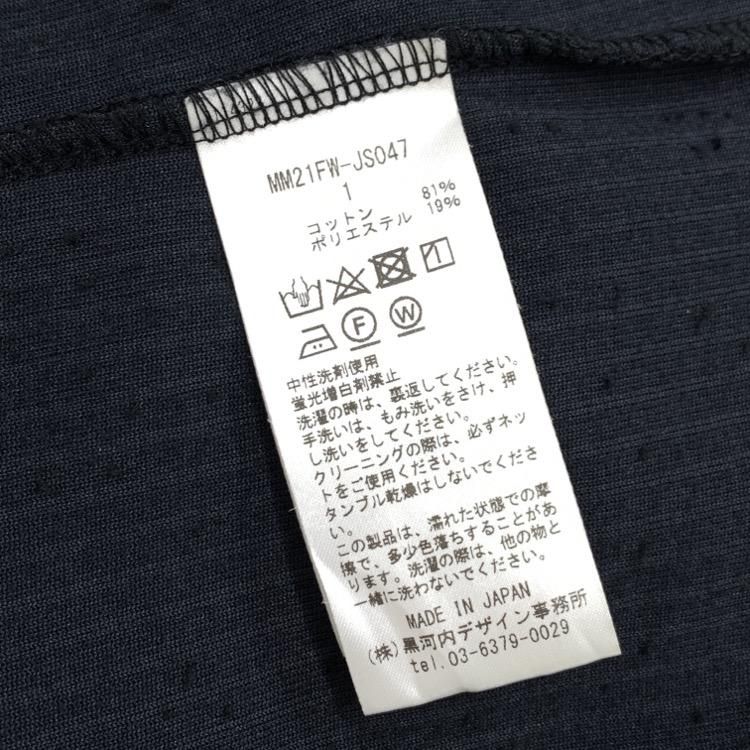 MM21FW-JS047
1
コットン 81%
ポリエステル 19%
F W
中性洗剤使用
蛍光増白剤禁止
洗濯の時は、裏返してください。
手洗いは、もみ洗いをさけ、押
し洗いをしてください。
クリーニングの際は、必ずネッ
トをご使用ください。
タンブル乾燥はしないでくださ
い。
この製品は、濡れた状態での摩
擦で、多少色落ちすることがあ
ります。洗濯の際は、他の物と
一緒に洗わないでください。
MADE IN JAPAN
(株)黒河内デザイン事務所
tel.03-6379-0029